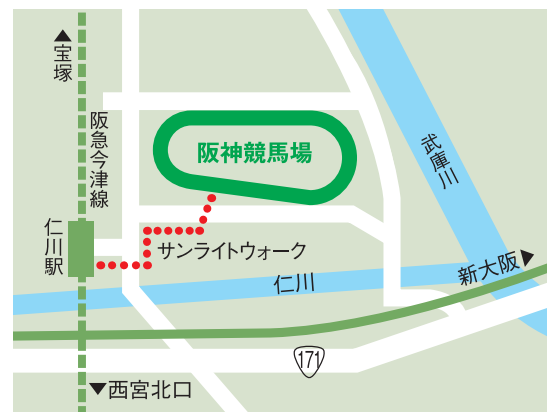 ▲宝塚
阪急今津線
武庫川
阪神競馬場
仁川駅
サンライトウォーク
新大阪▶
仁川
171
▼西宮北口